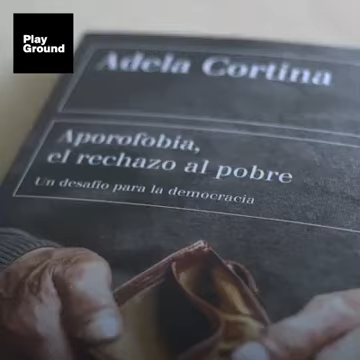 Play
Ground
Adela Cortina
Aporofobia,
el rechazo al pobre
Un desafío para la democracia